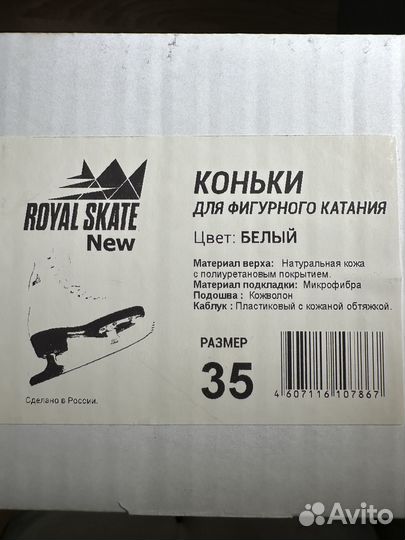 ROYAL SKATE
New
Сделано в России.
КОНЬКИ
ДЛЯ ФИГУРНОГО КАТАНИЯ
Цвет: БЕЛЫЙ
Материал верха: Натуральная кожа
с полиуретановым покрытием.
Материал подкладки: Микрофибра
Подошва : Кожволон
Каблук : Пластиковый с кожаной обтяжкой.
РАЗМЕР
35
4 607116 107867
Avito